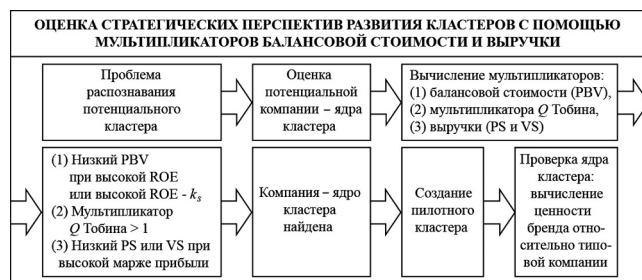 ОЦЕНКА СТРАТЕГИЧЕСКИХ ПЕРСПЕКТИВ РАЗВИТИЯ КЛАСТЕРОВ С ПОМОЩЬЮ
МУЛЬТИПЛИКАТОРОВ БАЛАНСОВОЙ СТОИМОСТИ И ВЫРУЧКИ
Проблема
распознавания
потенциального
кластера
Оценка
потенциальной
компании – ядра
кластера
Вычисление мультипликаторов:
(1) балансовой стоимости (PBV),
(2) мультипликатора Q Тобина,
(3) выручки (PS и VS)
(1) Низкий PBV
при высокой ROE
или высокой ROE - ks
(2) Мультипликатор
Q Тобина > 1
(3) Низкий PS или VS при
высокой марже прибыли
Компания – ядро
кластера
найдена
Создание
пилотного
кластера
Проверка ядра
кластера:
вычисление
ценности
бренда отно-
сительно типо-
вой компании